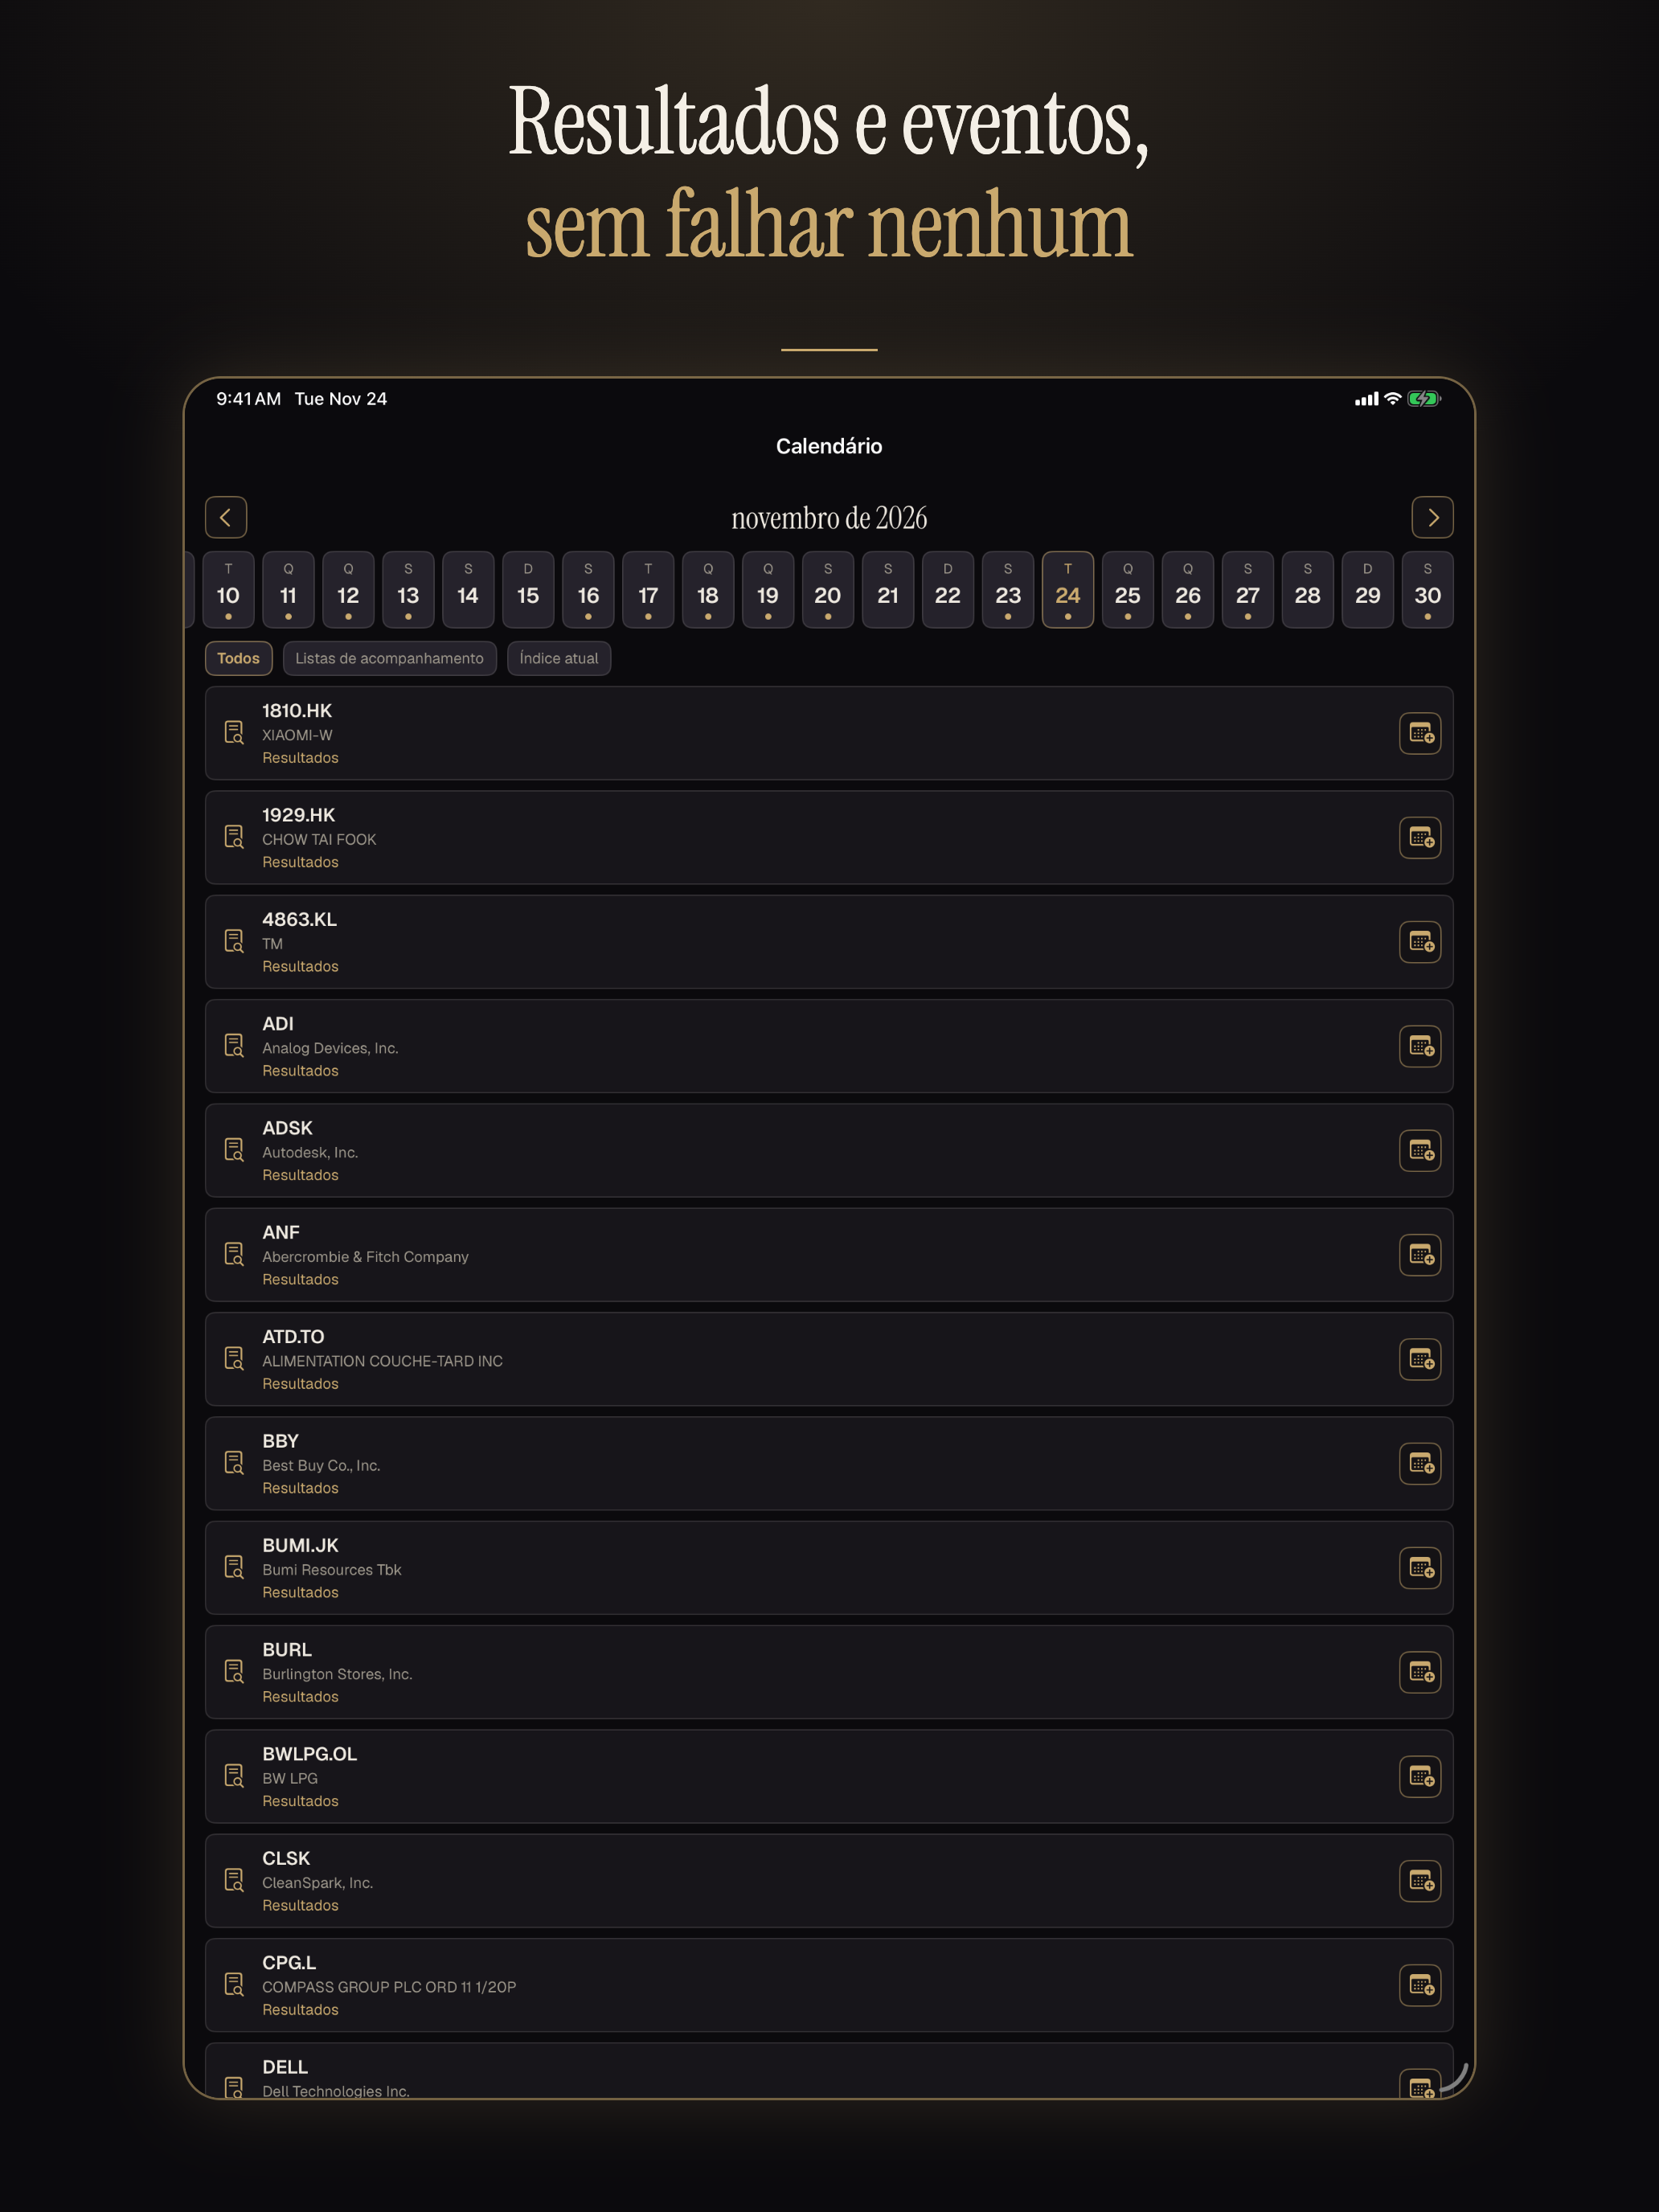 Resultados e eventos,
sem falhar nenhum
9:41 AM Tue Nov 24
Calendário
novembro de 2026
T Q Q S S D S T Q Q S S D S T Q Q S S D S
10 11 12 13 14 15 16 17 18 19 20 21 22 23 24 25 26 27 28 29 30
Todos Listas de acompanhamento Índice atual
1810.HK
XIAOMI-W
Resultados
1929.HK
CHOW TAI FOOK
Resultados
4863.KL
TM
Resultados
ADI
Analog Devices, Inc.
Resultados
ADSK
Autodesk, Inc.
Resultados
ANF
Abercrombie & Fitch Company
Resultados
ATD.TO
ALIMENTATION COUCHE-TARD INC
Resultados
BBY
Best Buy Co., Inc.
Resultados
BUMI.JK
Bumi Resources Tbk
Resultados
BURL
Burlington Stores, Inc.
Resultados
BWLPG.OL
BW LPG
Resultados
CLSK
CleanSpark, Inc.
Resultados
CPG.L
COMPASS GROUP PLC ORD 11 1/20P
Resultados
DELL
Dell Technologies Inc.